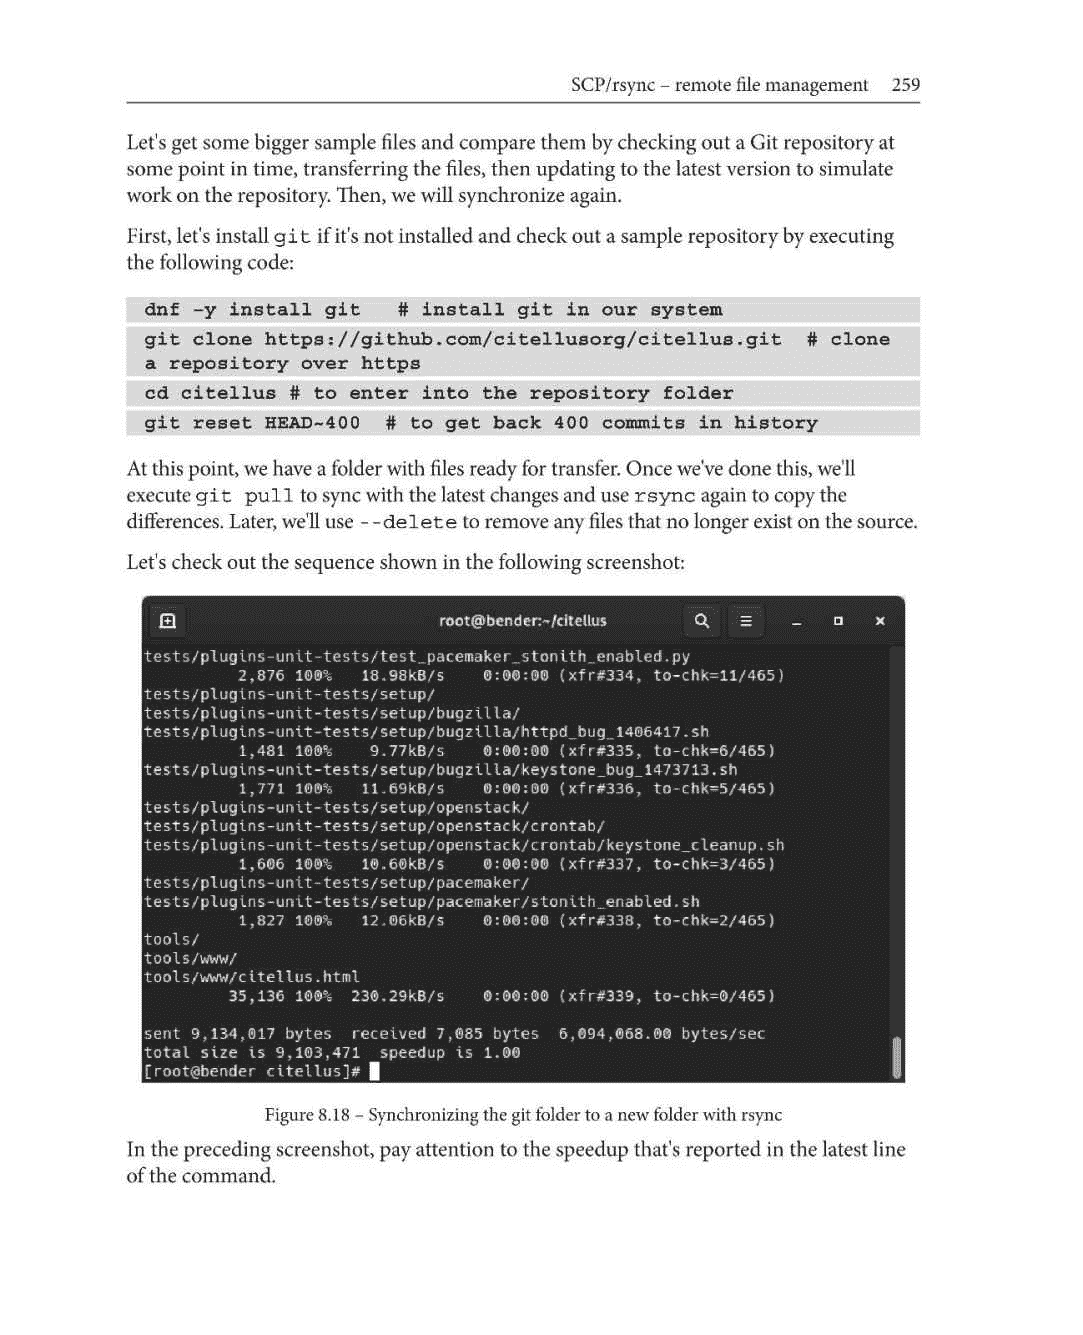 SCP/rsync – remote file management 259
Let's get some bigger sample files and compare them by checking out a Git repository at
some point in time, transferring the files, then updating to the latest version to simulate
work on the repository. Then, we will synchronize again.
First, let's install git if it's not installed and check out a sample repository by executing
the following code:
dnf -y install git # install git in our system
git clone https://github.com/citellusorg/citellus.git # clone
a repository over https
cd citellus # to enter into the repository folder
git reset HEAD~400 # to get back 400 commits in history
At this point, we have a folder with files ready for transfer. Once we've done this, we'll
execute git pull to sync with the latest changes and use rsync again to copy the
differences. Later, we'll use --delete to remove any files that no longer exist on the source.
Let's check out the sequence shown in the following screenshot:
root@bender:~/citellus
tests/plugins-unit-tests/test_pacemaker_stonith_enabled.py
2,876 100% 18.98kB/s 0:00:00 (xfr#334, to-chk=11/465)
tests/plugins-unit-tests/setup/
tests/plugins-unit-tests/setup/bugzilla/
tests/plugins-unit-tests/setup/bugzilla/httpd_bug_1406417.sh
1,481 100% 9.77kB/s 0:00:00 (xfr#335, to-chk=6/465)
tests/plugins-unit-tests/setup/bugzilla/keystone_bug_1473713.sh
1,771 100% 11.69kB/s 0:00:00 (xfr#336, to-chk=5/465)
tests/plugins-unit-tests/setup/openstack/
tests/plugins-unit-tests/setup/openstack/crontab/
tests/plugins-unit-tests/setup/openstack/crontab/keystone_cleanup.sh
1,606 100% 10.60kB/s 0:00:00 (xfr#337, to-chk=3/465)
tests/plugins-unit-tests/setup/pacemaker/
tests/plugins-unit-tests/setup/pacemaker/stonith_enabled.sh
1,827 100% 12.06kB/s 0:00:00 (xfr#338, to-chk=2/465)
tools/
tools/www/
tools/www/citellus.html
35,136 100% 230.29kB/s 0:00:00 (xfr#339, to-chk=0/465)
sent 9,134,017 bytes received 7,085 bytes 6,094,068.00 bytes/sec
total size is 9,103,471 speedup is 1.00
[root@bender citellus]#
Figure 8.18 – Synchronizing the git folder to a new folder with rsync
In the preceding screenshot, pay attention to the speedup that's reported in the latest line
of the command.